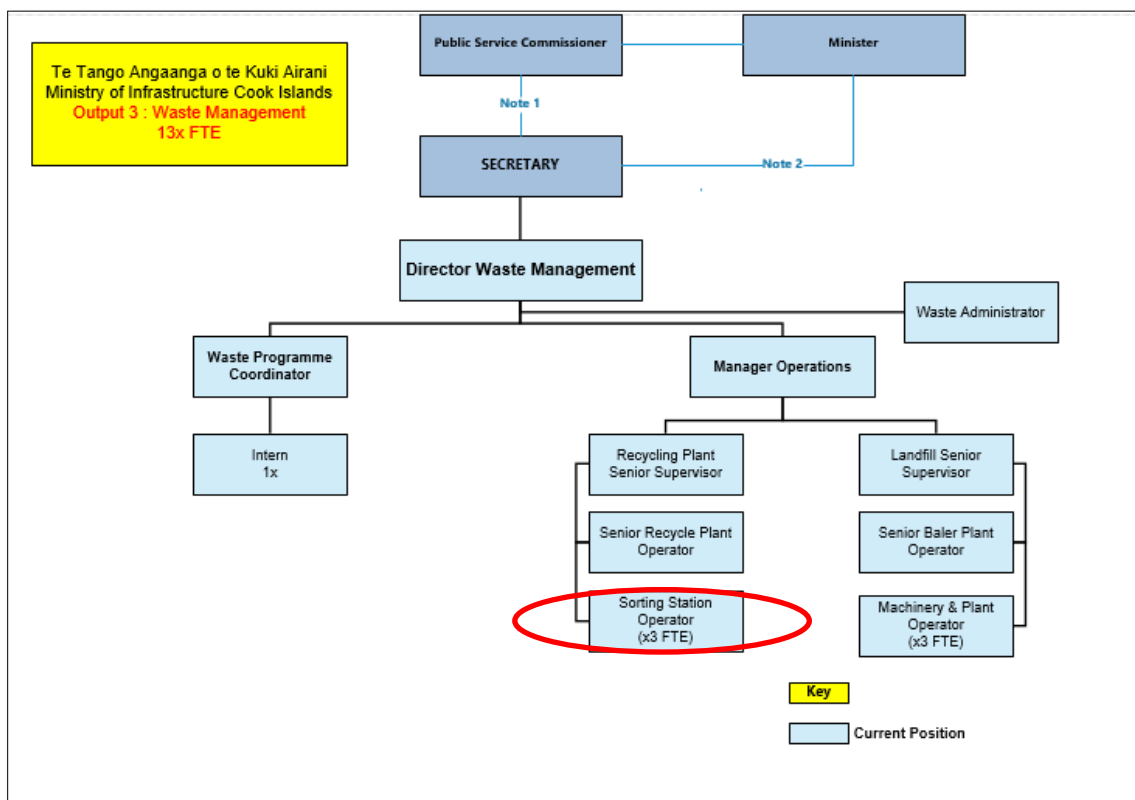 Public Service Commissioner
Minister
Te Tango Angaanga o te Kuki Airani
Ministry of Infrastructure Cook Islands
Output 3 : Waste Management
13x FTE
Note 1
SECRETARY
Note 2
Director Waste Management
Waste Administrator
Waste Programme
Coordinator
Manager Operations
Intern
1x
Recycling Plant
Senior Supervisor
Landfill Senior
Supervisor
Senior Recycle Plant
Operator
Senior Baler Plant
Operator
Sorting Station
Operator
(x3 FTE)
Machinery & Plant
Operator
(x3 FTE)
Key
Current Position